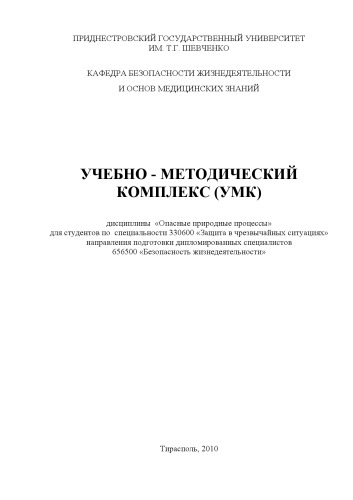 ПРИДНЕСТРОВСКИЙ ГОСУДАРСТВЕННЫЙ УНИВЕРСИТЕТ
ИМ. Т.Г. ШЕВЧЕНКО
КАФЕДРА БЕЗОПАСНОСТИ ЖИЗНЕДЕЯТЕЛЬНОСТИ
И ОСНОВ МЕДИЦИНСКИХ ЗНАНИЙ
УЧЕБНО - МЕТОДИЧЕСКИЙ
КОМПЛЕКС (УМК)
дисциплины «Опасные природные процессы»
для студентов по специальности 330600 «Защита в чрезвычайных ситуациях»
направления подготовки дипломированных специалистов
656500 «Безопасность жизнедеятельности»
Тирасполь, 2010